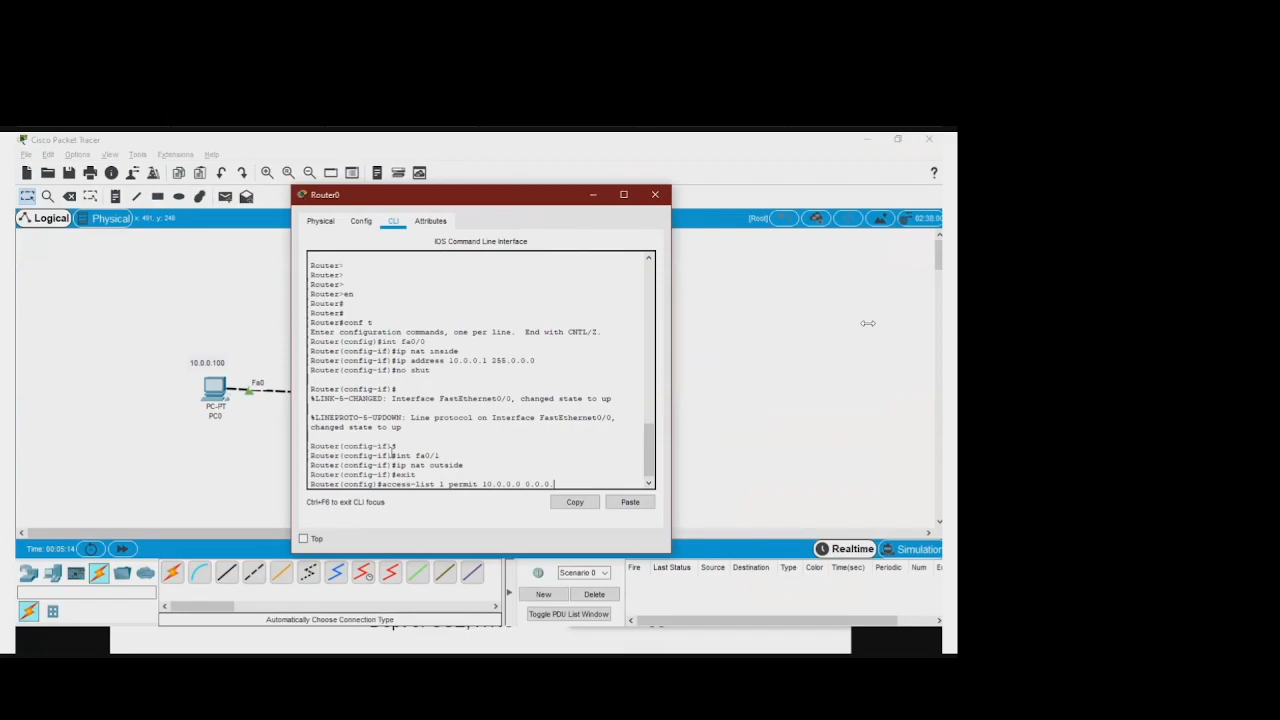 Cisco Packet Tracer
File Edit Options View Tools Extensions Help
?
Router0
Logical Physical x: 491, y: 248
[Root] 02:38:00
Physical Config CLI Attributes
IOS Command Line Interface
Router>
Router>
Router>
Router>en
Router#
Router#
Router#conf t
Enter configuration commands, one per line. End with CNTL/Z.
Router(config)#int fa0/0
Router(config-if)#ip nat inside
Router(config-if)#ip address 10.0.0.1 255.0.0.0
Router(config-if)#no shut
Router(config-if)#
%LINK-5-CHANGED: Interface FastEthernet0/0, changed state to up
%LINEPROTO-5-UPDOWN: Line protocol on Interface FastEthernet0/0,
changed state to up
Router(config-if)#
Router(config-if)#int fa0/1
Router(config-if)#ip nat outside
Router(config-if)#exit
Router(config)#access-list 1 permit 10.0.0.0 0.0.0.
10.0.0.100
Fa0
PC-PT
PC0
Ctrl+F6 to exit CLI focus
Copy Paste
Top
Time: 00:05:14
Realtime Simulation
Scenario 0
Fire Last Status Source Destination Type Color Time(sec) Periodic Num
New Delete
Toggle PDU List Window
Automatically Choose Connection Type